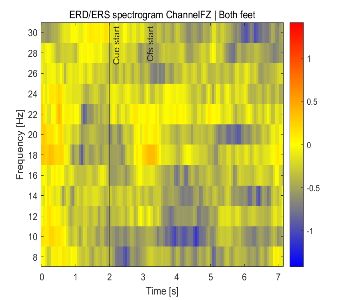 ERD/ERS spectrogram ChannelFZ | Both feet
Cue start
Cfs start
Frequency [Hz]
30
28
26
24
22
20
18
16
14
12
10
8
0 1 2 3 4 5 6 7
Time [s]
1
0.5
0
-0.5
-1